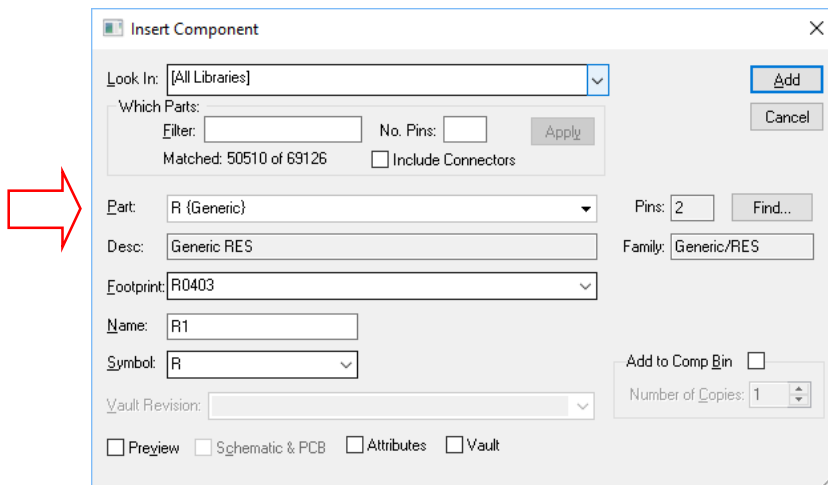 Insert Component
Look In: [All Libraries]
Add
Which Parts:
Filter: No. Pins: Apply
Cancel
Matched: 50510 of 69126 Include Connectors
Part: R {Generic} Pins: 2 Find...
Desc: Generic RES Family: Generic/RES
Footprint: R0403
Name: R1
Symbol: R Add to Comp Bin
Vault Revision: Number of Copies: 1
Preview Schematic & PCB Attributes Vault